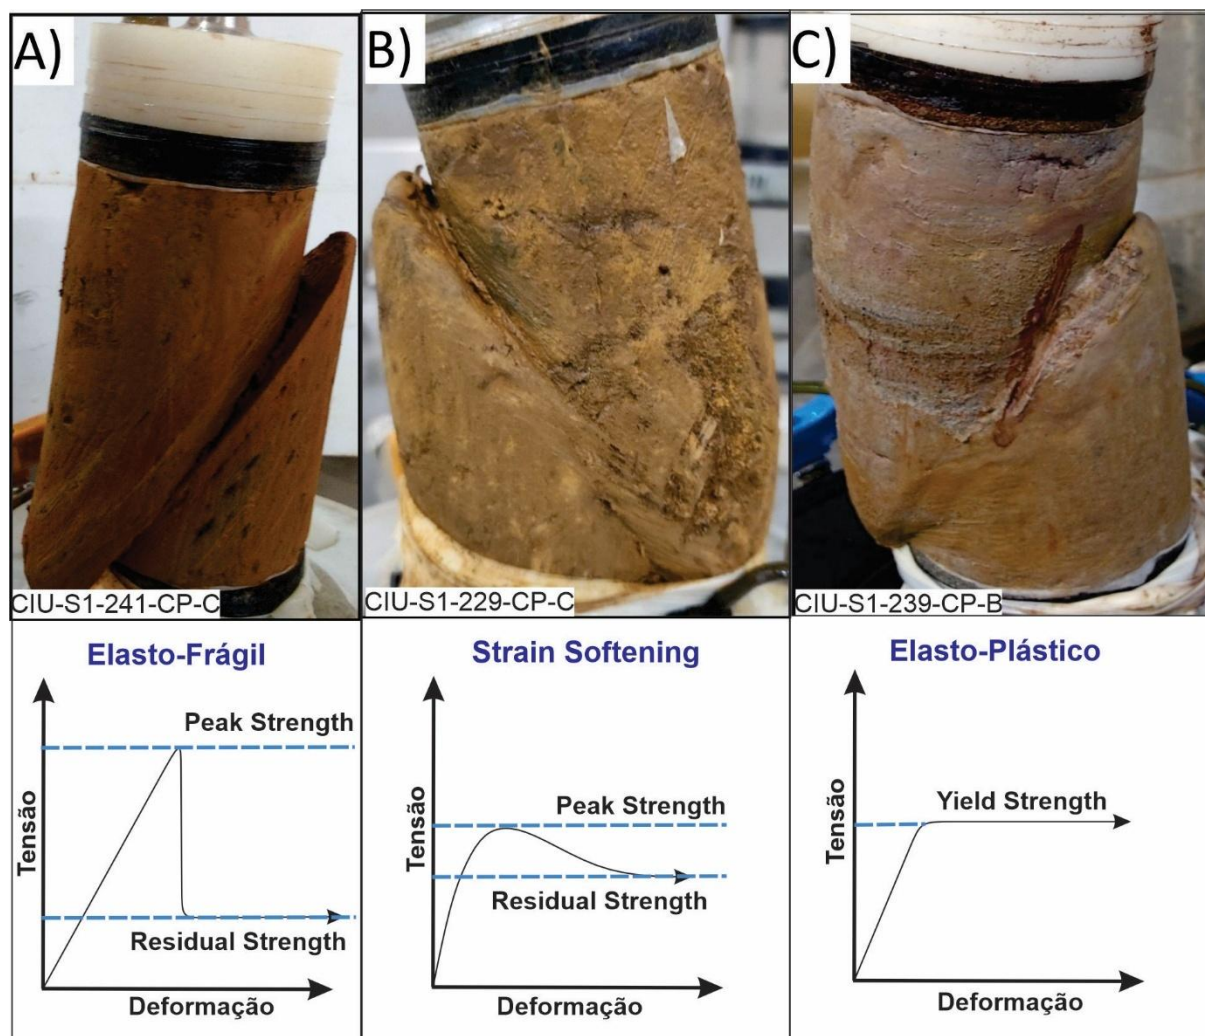 A)
B)
C)
CIU-S1-241-CP-C
CIU-S1-229-CP-C
CIU-S1-239-CP-B
Elasto-Frágil
Peak Strength
Tensão
Residual Strength
Deformação
Strain Softening
Peak Strength
Tensão
Residual Strength
Deformação
Elasto-Plástico
Yield Strength
Tensão
Deformação